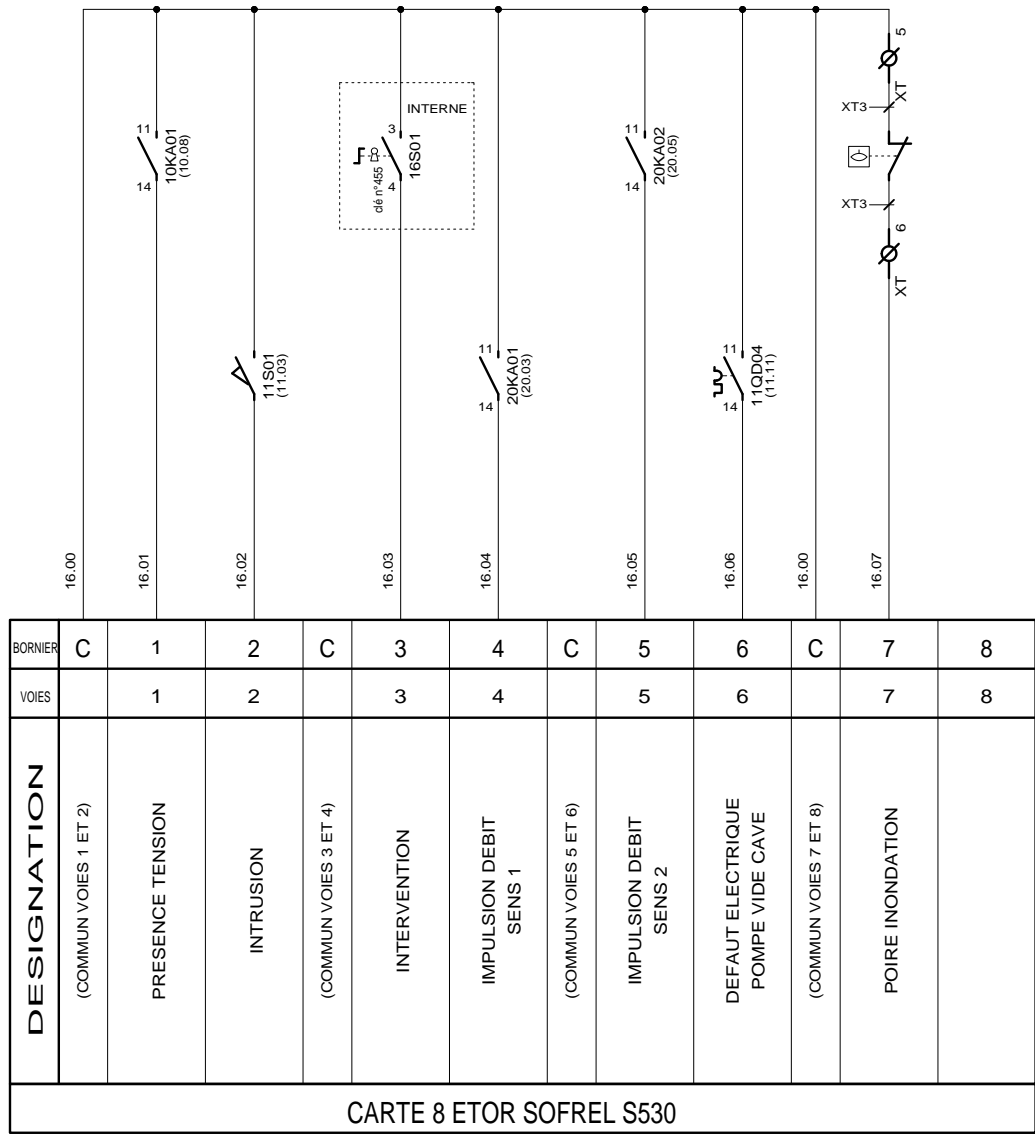 5
XT
XT3
INTERNE
11
14
10KA01
(10.08)
3
4
16S01
clé n°455
11
14
20KA02
(20.05)
XT3
6
XT
11S01
(11.03)
11
14
20KA01
(20.03)
11
14
11QD04
(11.11)
16.00
16.01
16.02
16.03
16.04
16.05
16.06
16.00
16.07
BORNIER C 1 2 C 3 4 C 5 6 C 7 8
VOIES 1 2 3 4 5 6 7 8
DESIGNATION
(COMMUN VOIES 1 ET 2)
PRESENCE TENSION
INTRUSION
(COMMUN VOIES 3 ET 4)
INTERVENTION
IMPULSION DEBIT
SENS 1
(COMMUN VOIES 5 ET 6)
IMPULSION DEBIT
SENS 2
DEFAUT ELECTRIQUE
POMPE VIDE CAVE
(COMMUN VOIES 7 ET 8)
POIRE INONDATION
CARTE 8 ETOR SOFREL S530